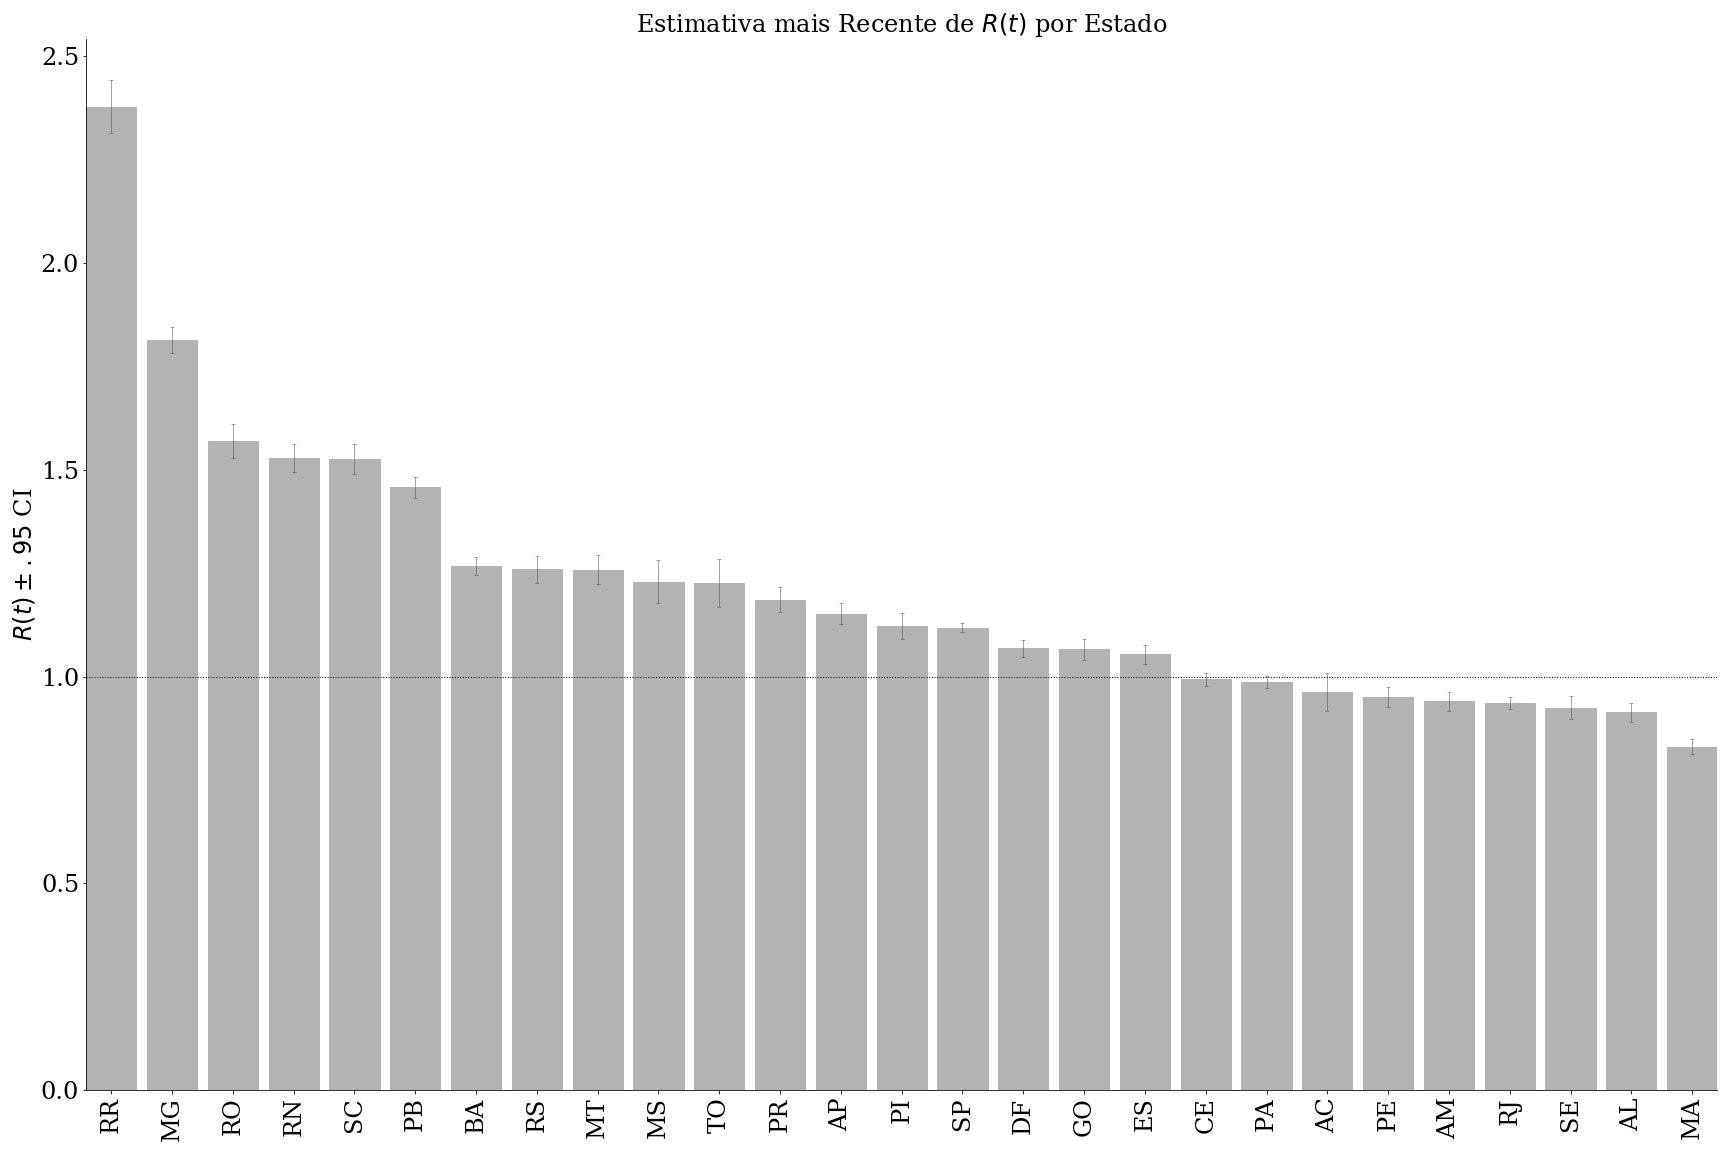 Estimativa mais Recente de R(t) por Estado
R(t) ± .95 CI
2.5
2.0
1.5
1.0
0.5
0.0
RR MG RO RN SC PB BA RS MT MS TO PR AP PI SP DF GO ES CE PA AC PE AM RJ SE AL MA